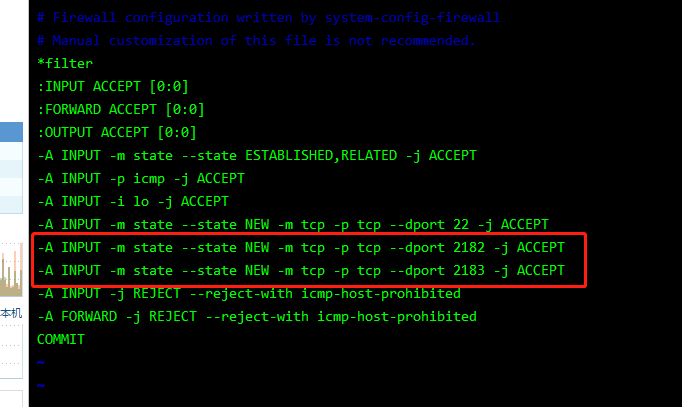 # Firewall configuration written by system-config-firewall
# Manual customization of this file is not recommended.
*filter
:INPUT ACCEPT [0:0]
:FORWARD ACCEPT [0:0]
:OUTPUT ACCEPT [0:0]
-A INPUT -m state --state ESTABLISHED,RELATED -j ACCEPT
-A INPUT -p icmp -j ACCEPT
-A INPUT -i lo -j ACCEPT
-A INPUT -m state --state NEW -m tcp -p tcp --dport 22 -j ACCEPT
-A INPUT -m state --state NEW -m tcp -p tcp --dport 2182 -j ACCEPT
-A INPUT -m state --state NEW -m tcp -p tcp --dport 2183 -j ACCEPT
-A INPUT -j REJECT --reject-with icmp-host-prohibited
-A FORWARD -j REJECT --reject-with icmp-host-prohibited
COMMIT
~
~
本机